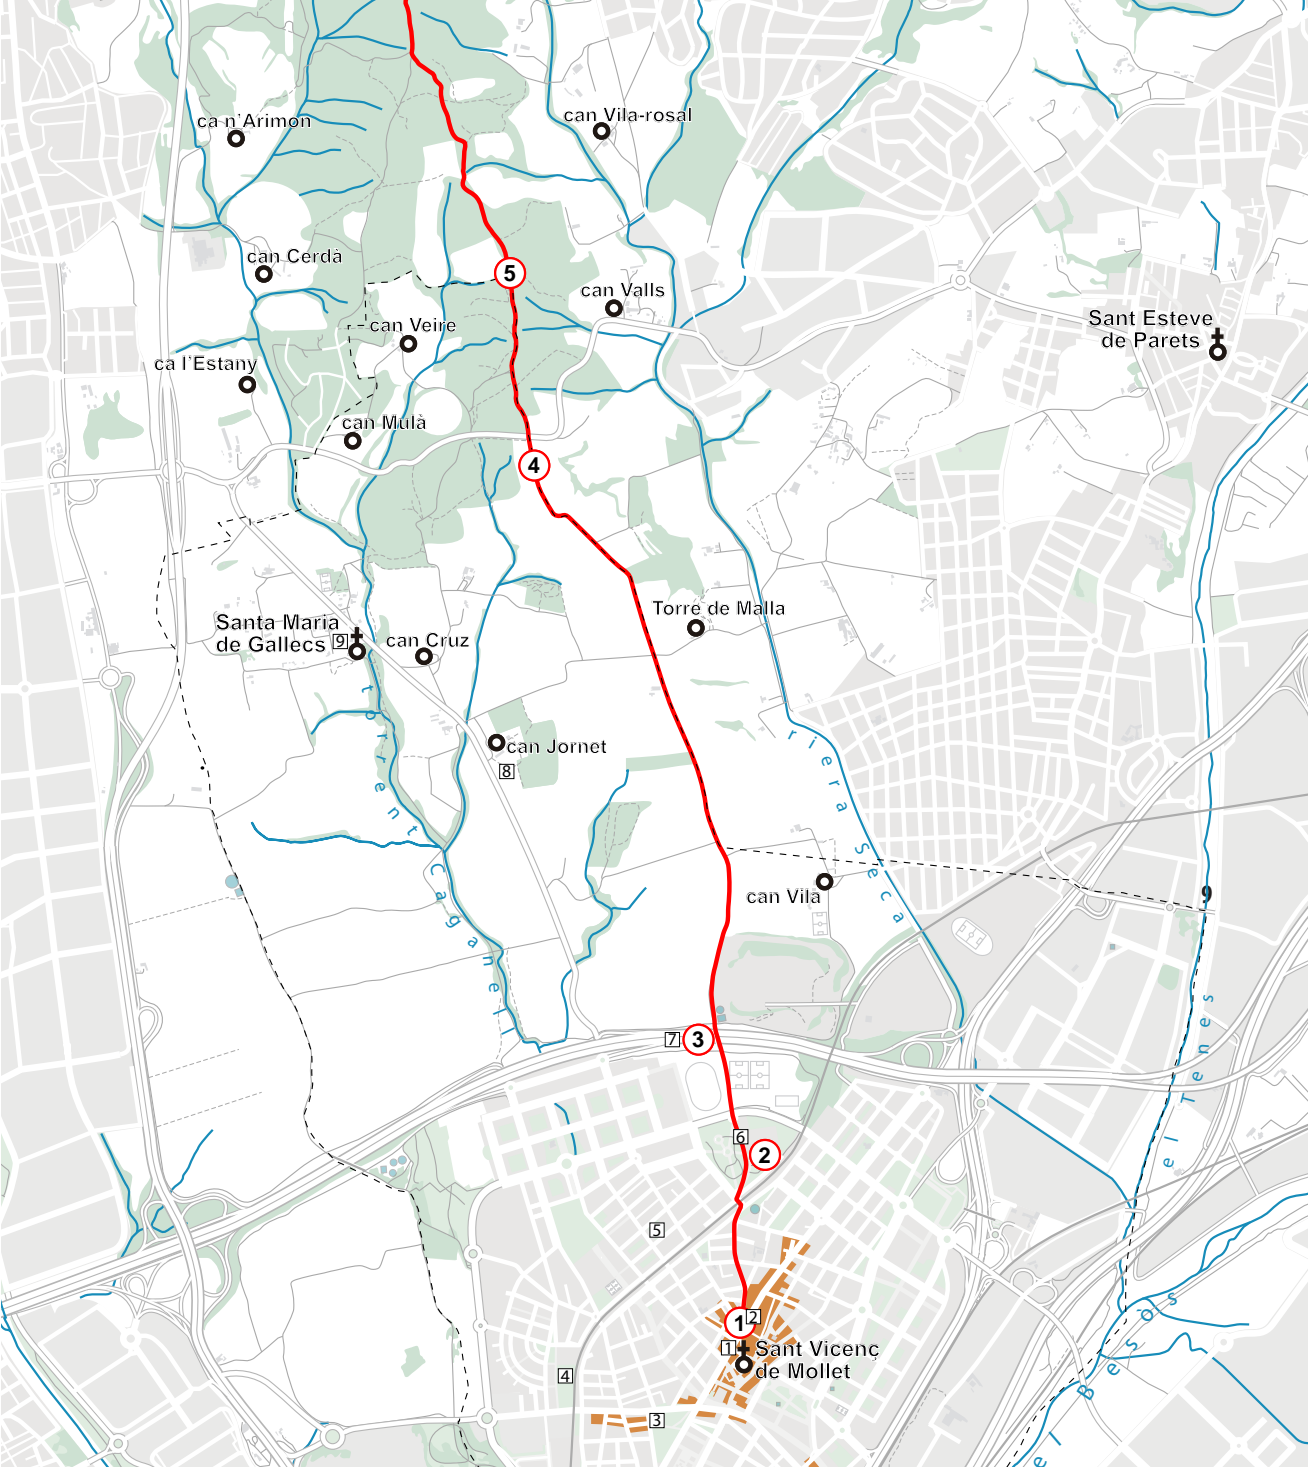 can Vila-rosal
ca n'Arimon
can Cerdà
5
can Valls
can Veire
Sant Esteve
de Parets
ca l'Estany
can Mulà
4
Torre de Malla
Santa Maria
de Gallecs
9
can Cruz
can Jornet
8
torrent Caganell
riera Seca
can Vila
9
7
3
el Tenes
6
2
5
1
2
1
Sant Vicenç
de Mollet
4
3
el Besòs